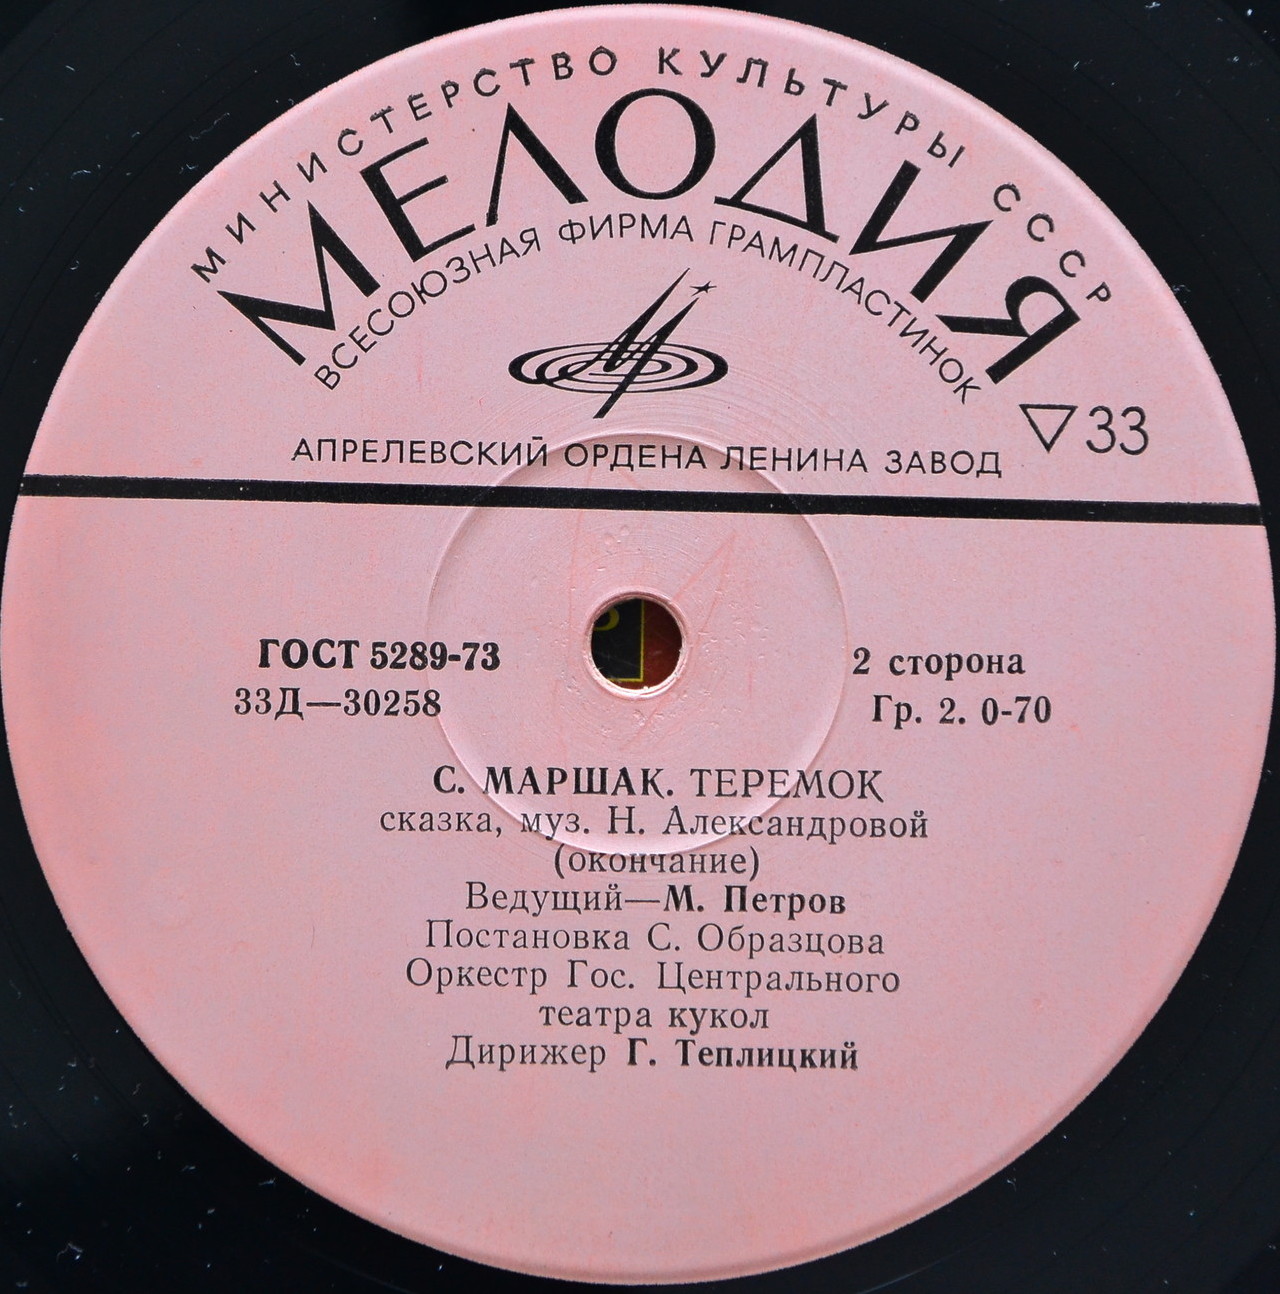 МИНИСТЕРСТВО КУЛЬТУРЫ СССР
МЕЛОДИЯ
ВСЕСОЮЗНАЯ ФИРМА ГРАМПЛАСТИНОК
▽33
АПРЕЛЕВСКИЙ ОРДЕНА ЛЕНИНА ЗАВОД
ГОСТ 5289-73
33Д—30258
2 сторона
Гр. 2. 0-70
С. МАРШАК. ТЕРЕМОК
сказка, муз. Н. Александровой
(окончание)
Ведущий—М. Петров
Постановка С. Образцова
Оркестр Гос. Центрального
театра кукол
Дирижер Г. Теплицкий